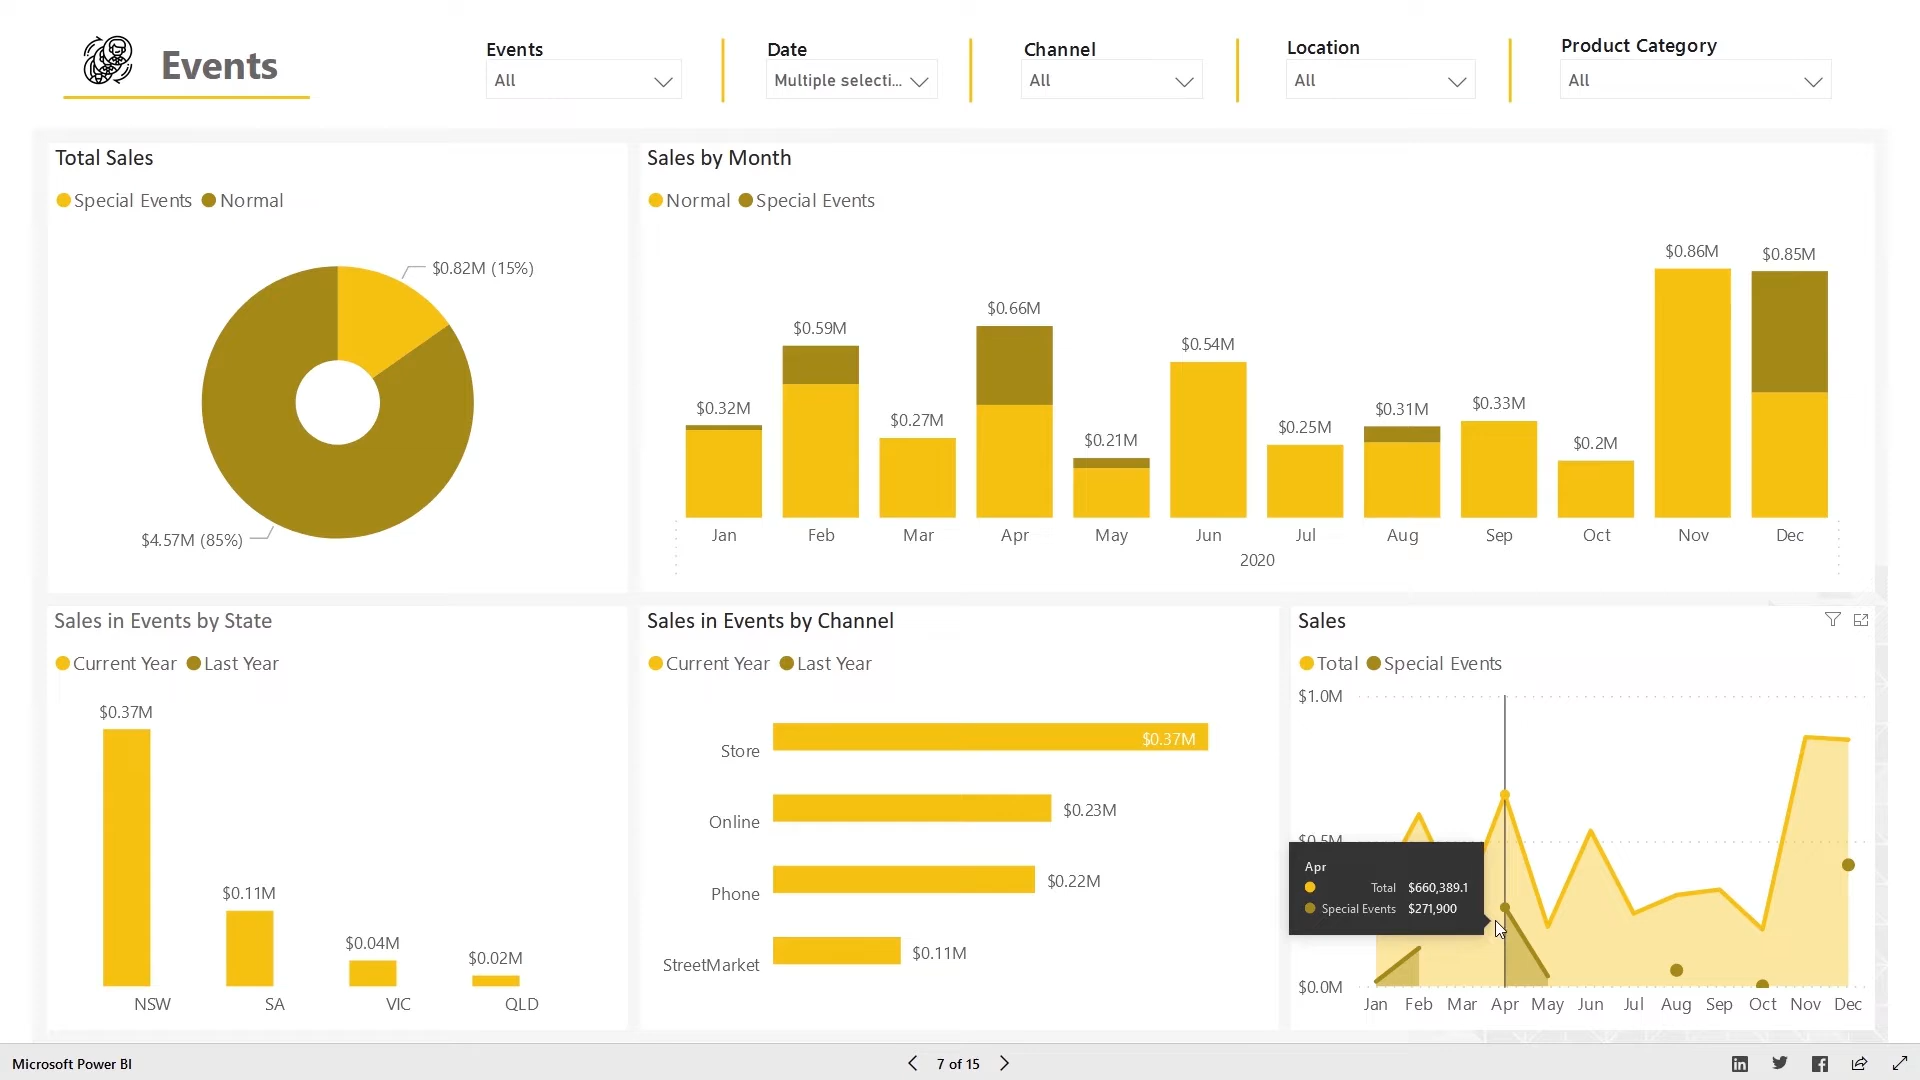 Events
Events
All
Date
Multiple selecti...
Channel
All
Location
All
Product Category
All
Total Sales
Special Events Normal
$0.82M (15%)
$4.57M (85%)
Sales by Month
Normal Special Events
$0.32M
$0.59M
$0.27M
$0.66M
$0.21M
$0.54M
$0.25M
$0.31M
$0.33M
$0.2M
$0.86M
$0.85M
Jan Feb Mar Apr May Jun Jul Aug Sep Oct Nov Dec
2020
Sales in Events by State
Current Year Last Year
$0.37M
$0.11M
$0.04M
$0.02M
NSW SA VIC QLD
Sales in Events by Channel
Current Year Last Year
Store $0.37M
Online $0.23M
Phone $0.22M
StreetMarket $0.11M
Sales
Total Special Events
$1.0M
$0.5M
$0.0M
Apr
Total $660,389.1
Special Events $271,900
Jan Feb Mar Apr May Jun Jul Aug Sep Oct Nov Dec
Microsoft Power BI
7 of 15